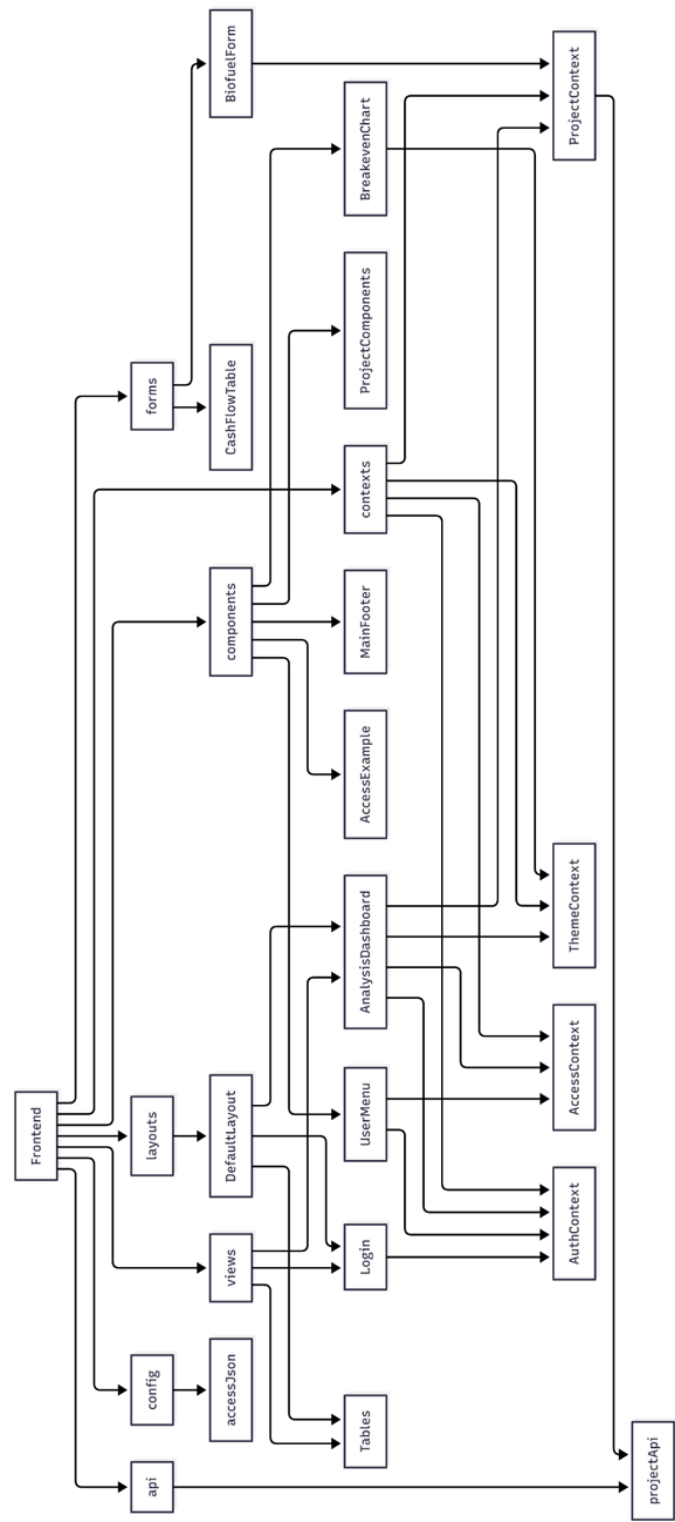 Frontend
api
config
layouts
forms
accessJson
views
DefaultLayout
components
CashFlowTable
BiofuelForm
Tables
Login
UserMenu
AnalysisDashboard
AccessExample
MainFooter
contexts
ProjectComponents
BreakevenChart
AuthContext
AccessContext
ThemeContext
ProjectContext
projectApi